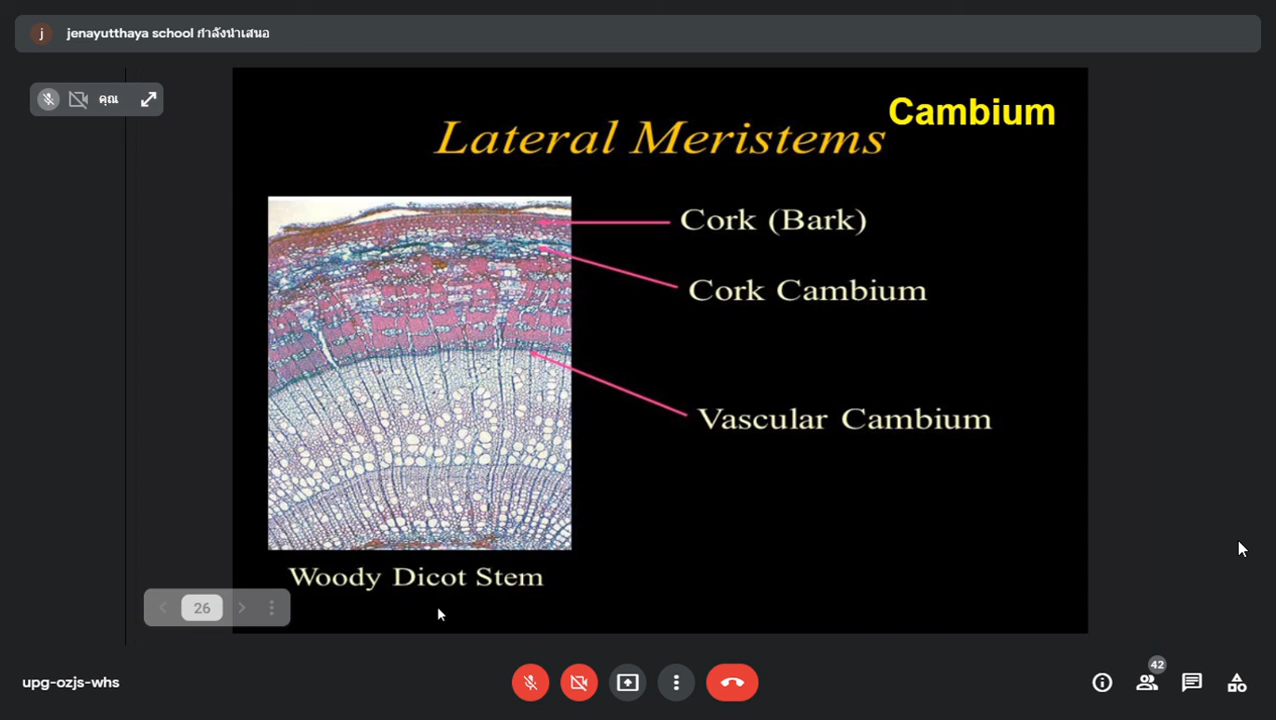 j jenayutthaya school กำลังนำเสนอ
คุณ
Cambium
Lateral Meristems
Cork (Bark)
Cork Cambium
Vascular Cambium
Woody Dicot Stem
26
42
upg-ozjs-whs